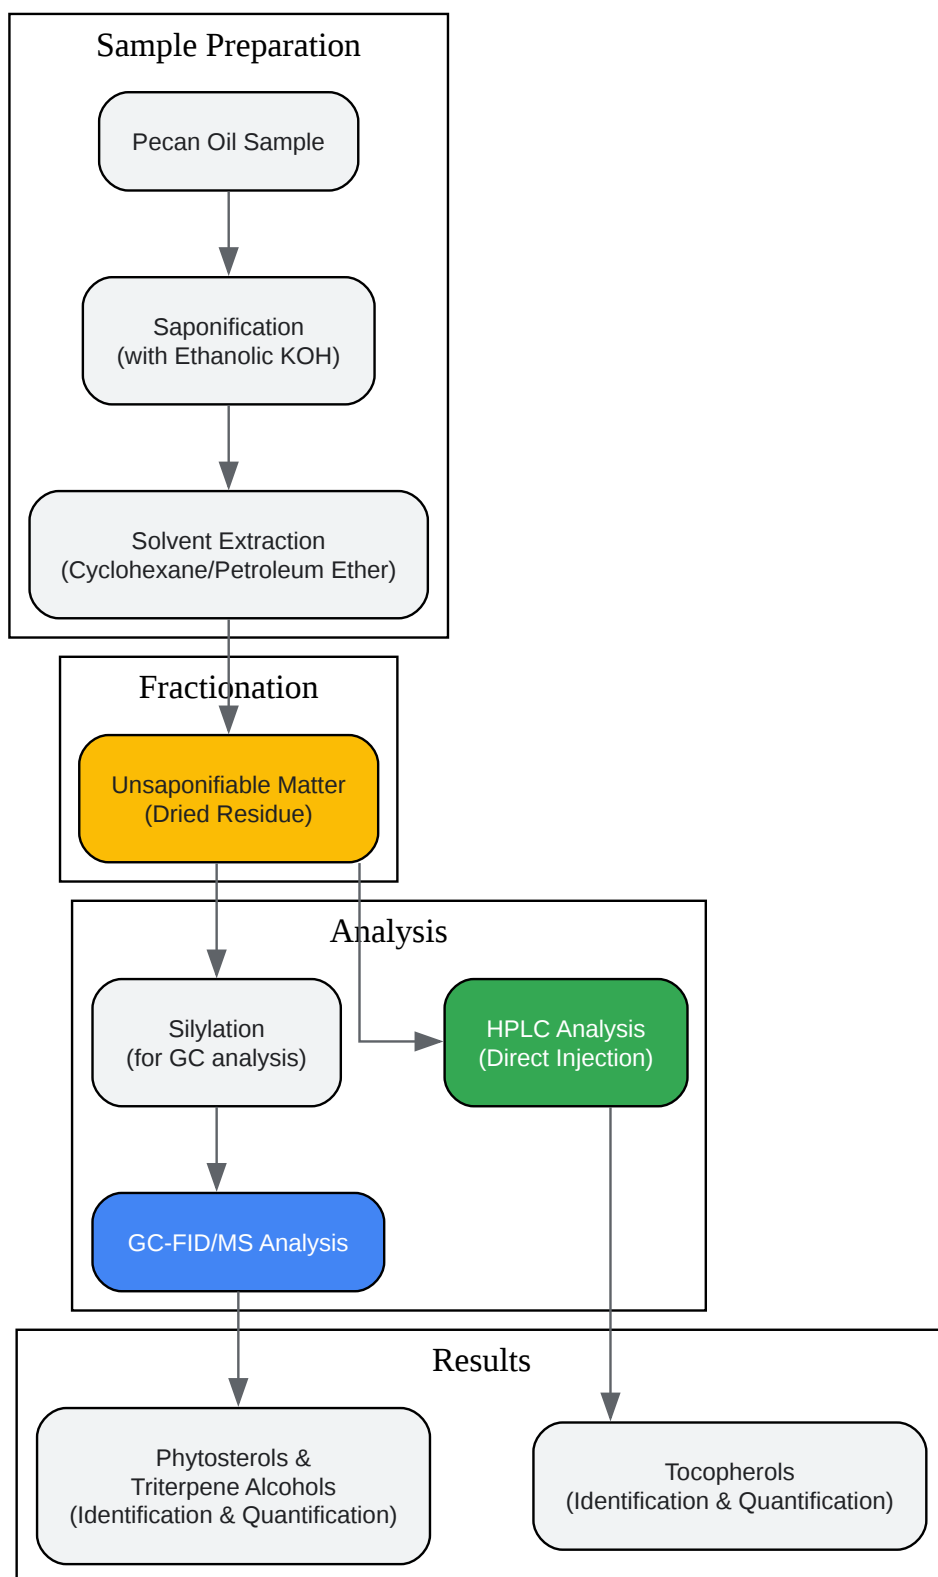 Sample Preparation
Pecan Oil Sample
Saponification
(with Ethanolic KOH)
Solvent Extraction
(Cyclohexane/Petroleum Ether)
Fractionation
Unsaponifiable Matter
(Dried Residue)
Analysis
Silylation
(for GC analysis)
HPLC Analysis
(Direct Injection)
GC-FID/MS Analysis
Results
Phytosterols &
Triterpene Alcohols
(Identification & Quantification)
Tocopherols
(Identification & Quantification)